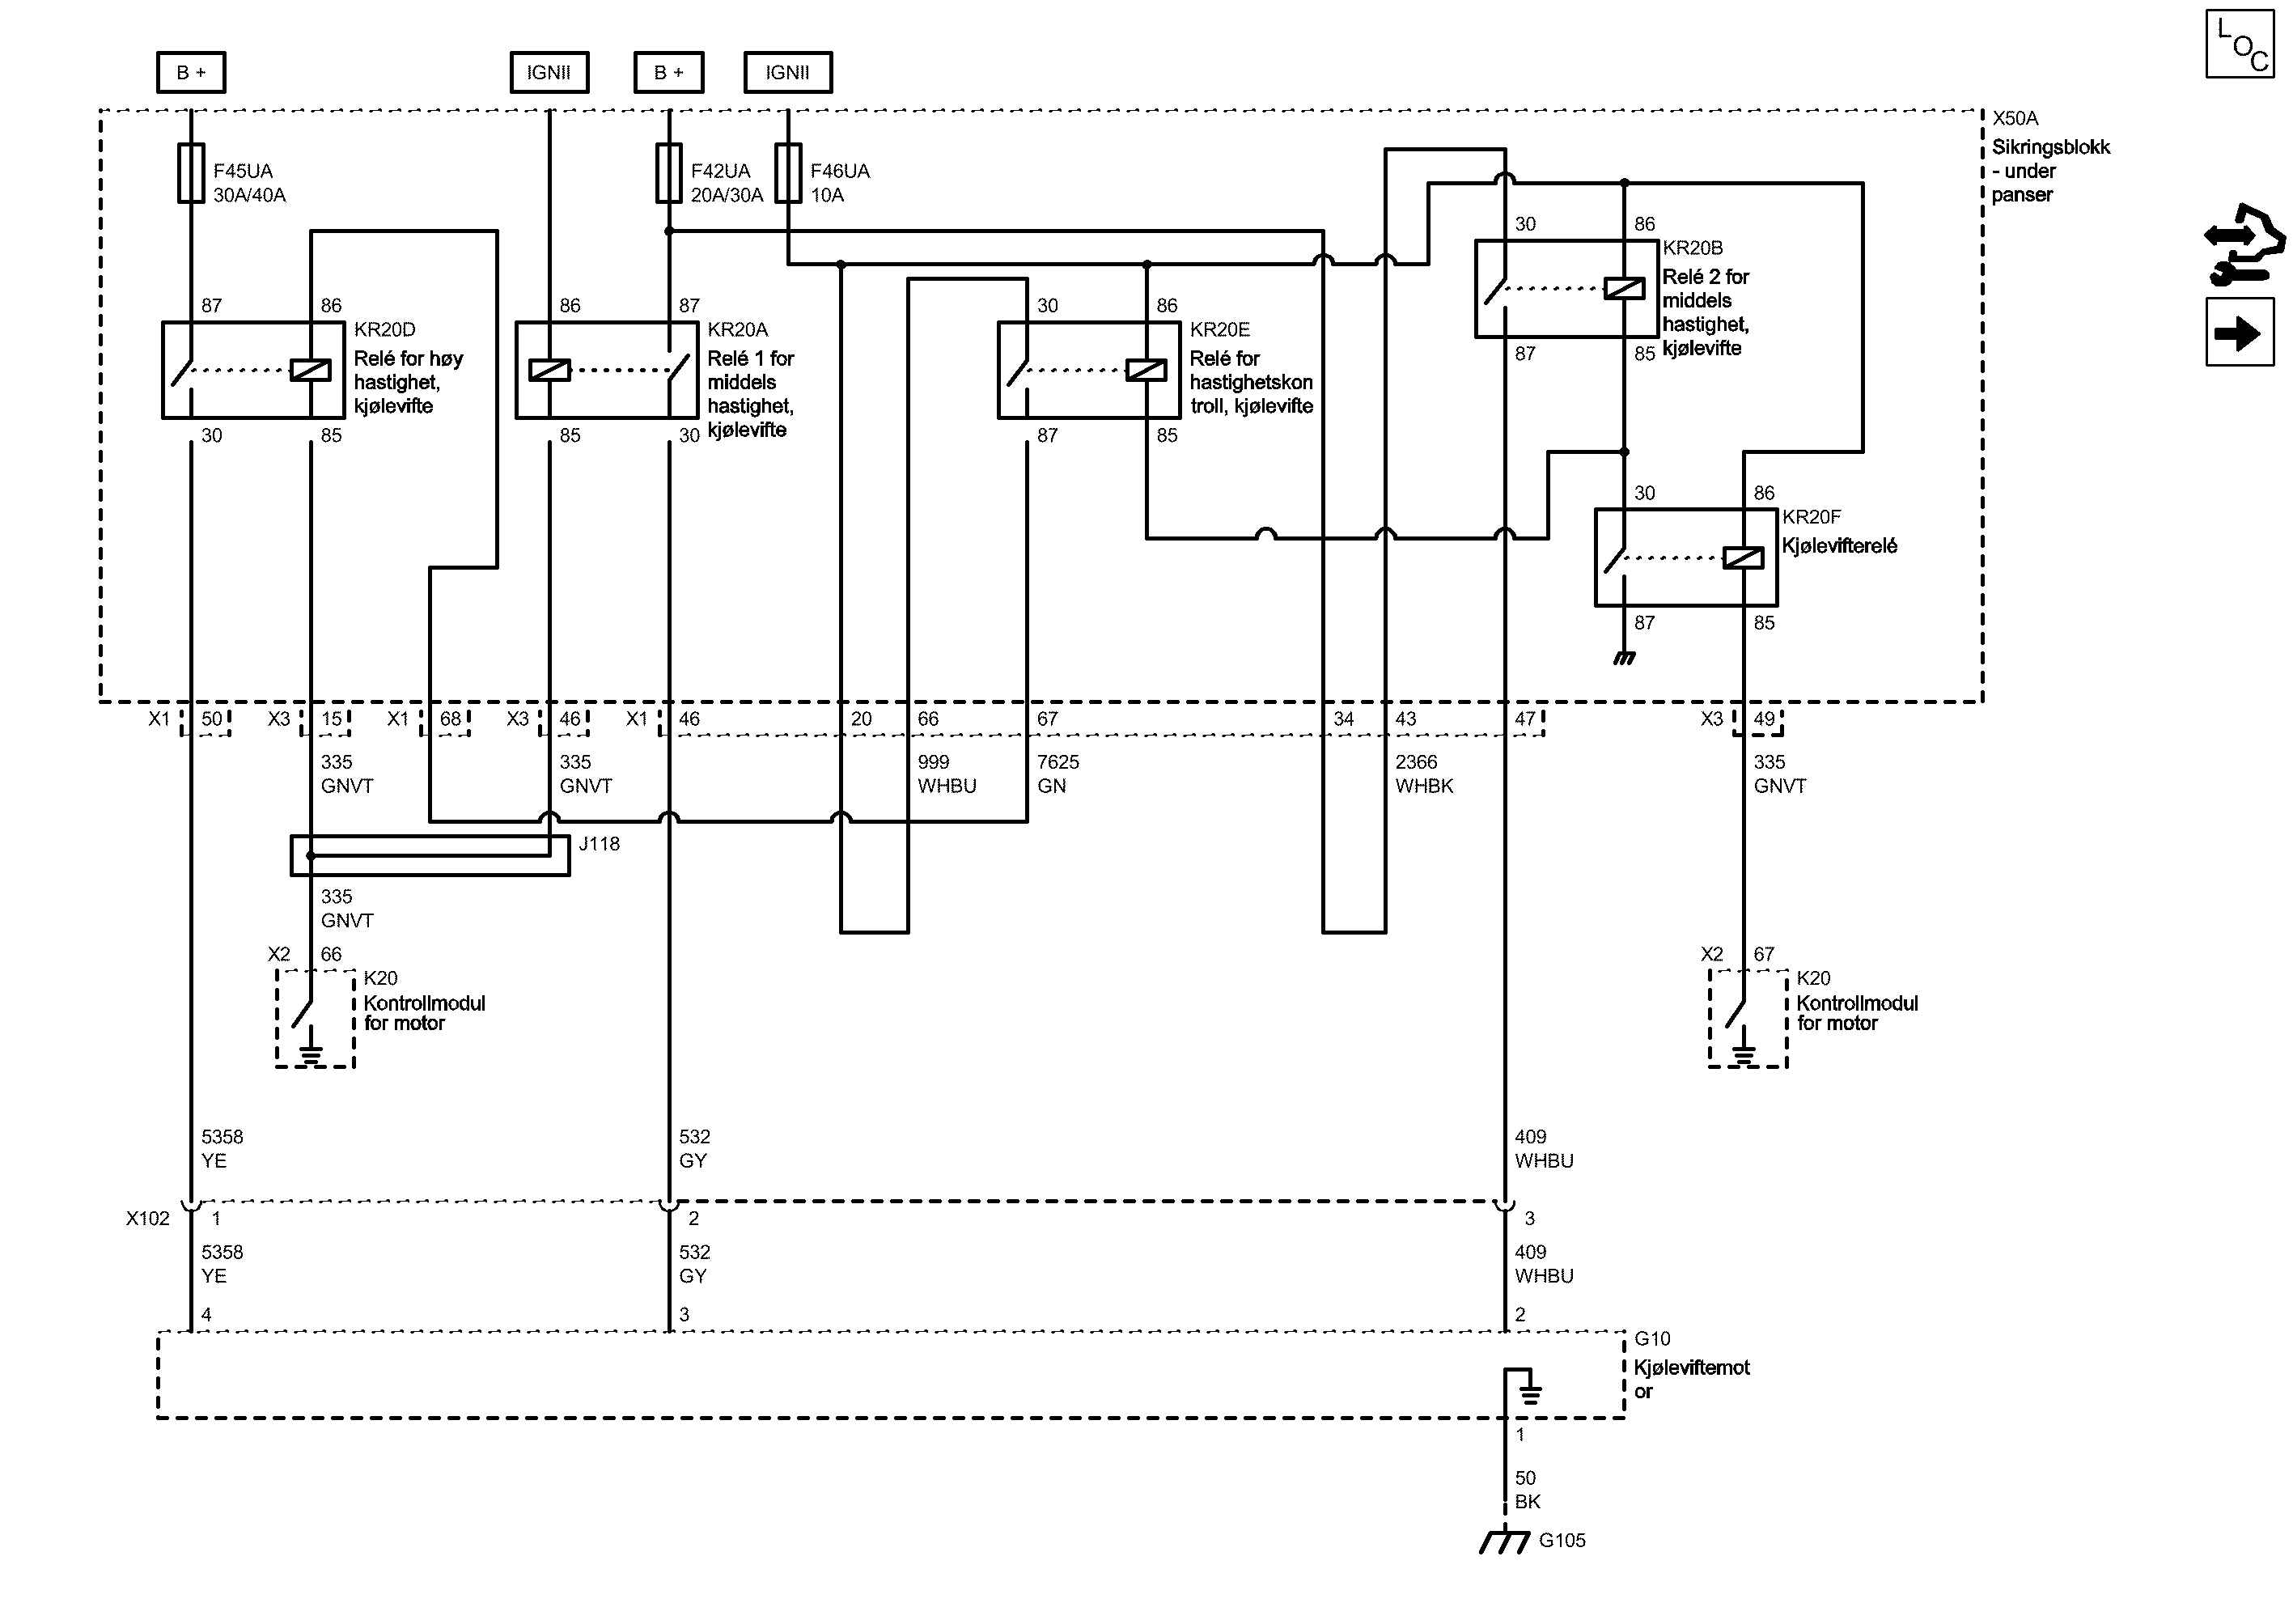 B +
IGNII
B +
IGNII
LOC
X50A
Sikringsblokk
- under
panser
F45UA
30A/40A
F42UA
20A/30A
F46UA
10A
30
86
KR20B
Relé 2 for
middels
hastighet,
kjølevifte
87
85
87
86
KR20D
Relé for høy
hastighet,
kjølevifte
30
85
86
87
KR20A
Relé 1 for
middels
hastighet,
kjølevifte
85
30
30
86
KR20E
Relé for
hastighetskon
troll, kjølevifte
87
85
30
86
KR20F
Kjølevifterelé
87
85
X1
50
X3
15
X1
68
X3
46
X1
46
20
66
67
34
43
47
X3
49
335
GNVT
335
GNVT
999
WHBU
7625
GN
2366
WHBK
335
GNVT
J118
335
GNVT
X2
66
K20
Kontrollmodul
for motor
X2
67
K20
Kontrollmodul
for motor
5358
YE
532
GY
409
WHBU
X102
1
2
3
5358
YE
532
GY
409
WHBU
4
3
2
G10
Kjøleviftemot
or
1
50
BK
G105